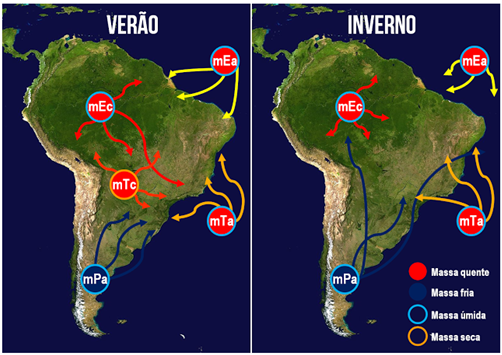 VERÃO
mEa
mEc
mTc
mTa
mPa
INVERNO
mEa
mEc
mTa
mPa
Massa quente
Massa fria
Massa úmida
Massa seca